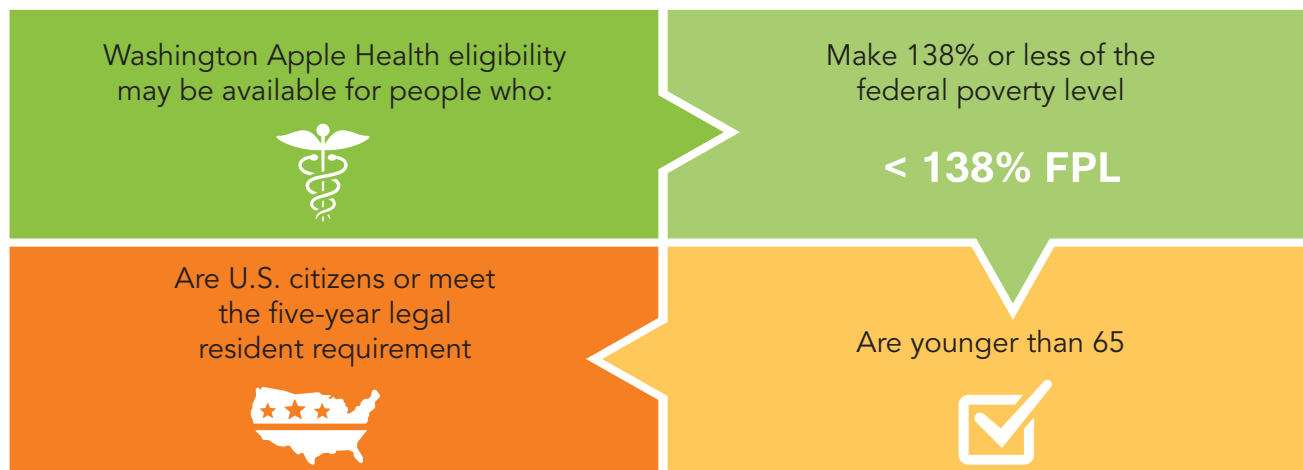 Washington Apple Health eligibility
may be available for people who:
Make 138% or less of the
federal poverty level
< 138% FPL
Are younger than 65
Are U.S. citizens or meet
the five-year legal
resident requirement